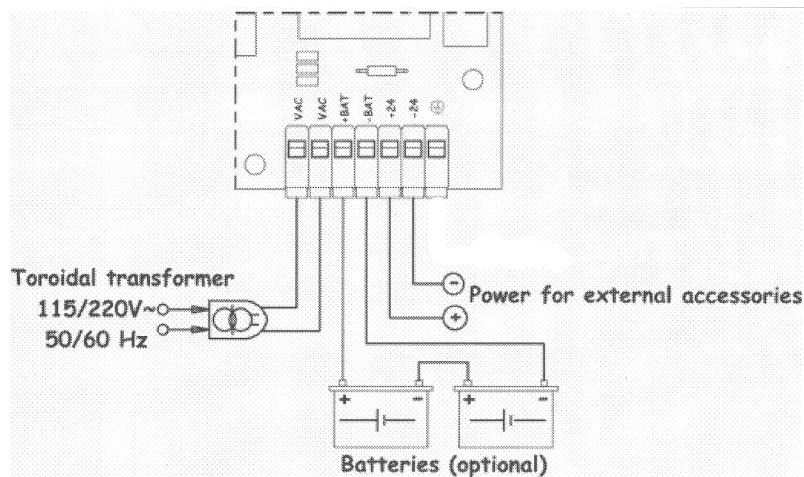 VAC VAC +BAT -BAT +24 -24
Toroidal transformer
115/220V~
50/60 Hz
- Power for external accessories
+
+ - + -
Batteries (optional)